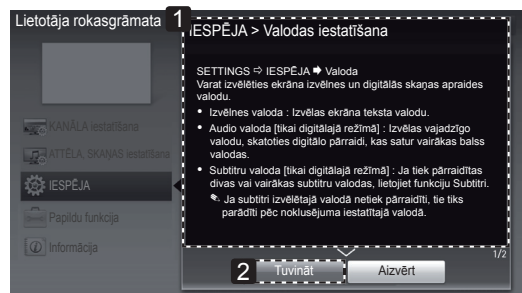 Lietotāja rokasgrāmata
1
IESPĒJA > Valodas iestatīšana
KANĀLA iestatīšana
ATTĒLA, SKAŅAS iestatīšana
IESPĒJA
Papildu funkcija
Informācija
SETTINGS ⇨ IESPĒJA ➡ Valoda
Varat izvēlēties ekrāna izvēlnes un digitālās skaņas apraides
valodu.
• Izvēlnes valoda : Izvēlas ekrāna teksta valodu.
• Audio valoda [tikai digitālajā režīmā] : Izvēlas vajadzīgo
valodu, skatoties digitālo pārraidi, kas satur vairākas balss
valodas.
• Subtitru valoda [tikai digitālajā režīmā] : Ja tiek pārraidītas
divas vai vairākas subtitru valodas, lietojiet funkciju Subtitri.
✎ Ja subtitri izvēlētajā valodā netiek pārraidīti, tie tiks
parādīti pēc noklusējuma iestatītajā valodā.
1/2
2
Tuvināt
Aizvērt